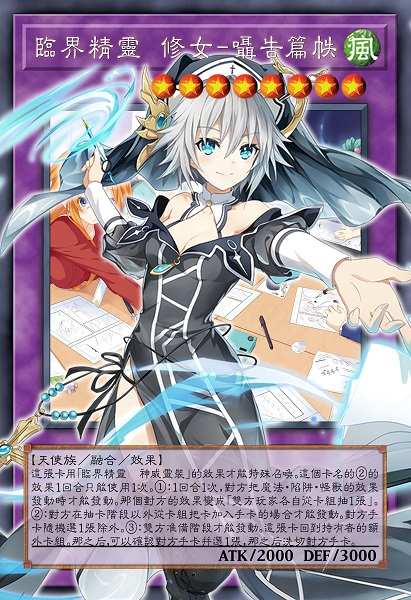 臨界精靈 修女-囁告篇帙 風
【天使族/融合/效果】
這張卡用「臨界精靈 神威靈裝」的效果才能特殊召喚。這個卡名的②的
效果1回合只能使用1次。①:1回合1次,對方把魔法·陷阱·怪獸的效果
發動時才能發動。那個對方的效果變成「雙方玩家各自從卡組抽1張」。
②:對方在抽卡階段以外從卡組把卡加入手卡的場合才能發動。對方手
卡隨機選1張除外。③:雙方準備階段才能發動。這張卡回到持有者的額
外卡組。那之後,可以確認對方手卡并選1張,那之後洗切對方手卡。
ATK/2000 DEF/3000